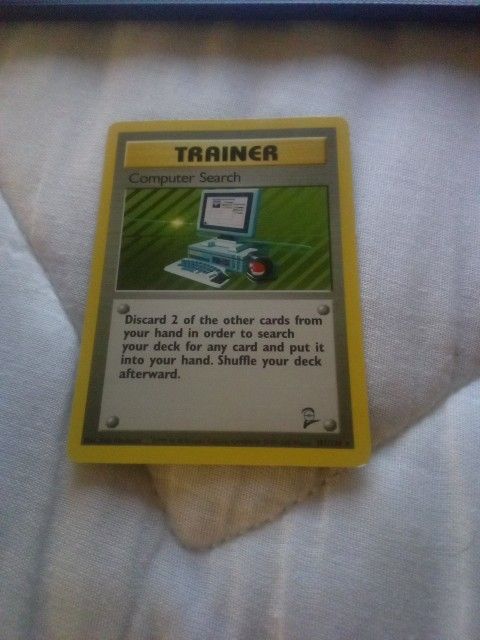 TRAINER
Computer Search
Discard 2 of the other cards from
your hand in order to search
your deck for any card and put it
into your hand. Shuffle your deck
afterward.